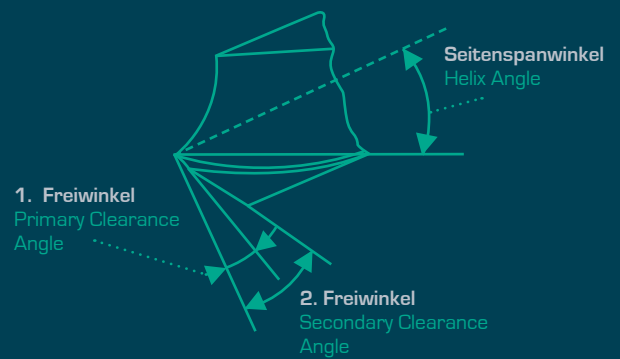 Seitenspanwinkel
Helix Angle
1. Freiwinkel
Primary Clearance
Angle
2. Freiwinkel
Secondary Clearance
Angle